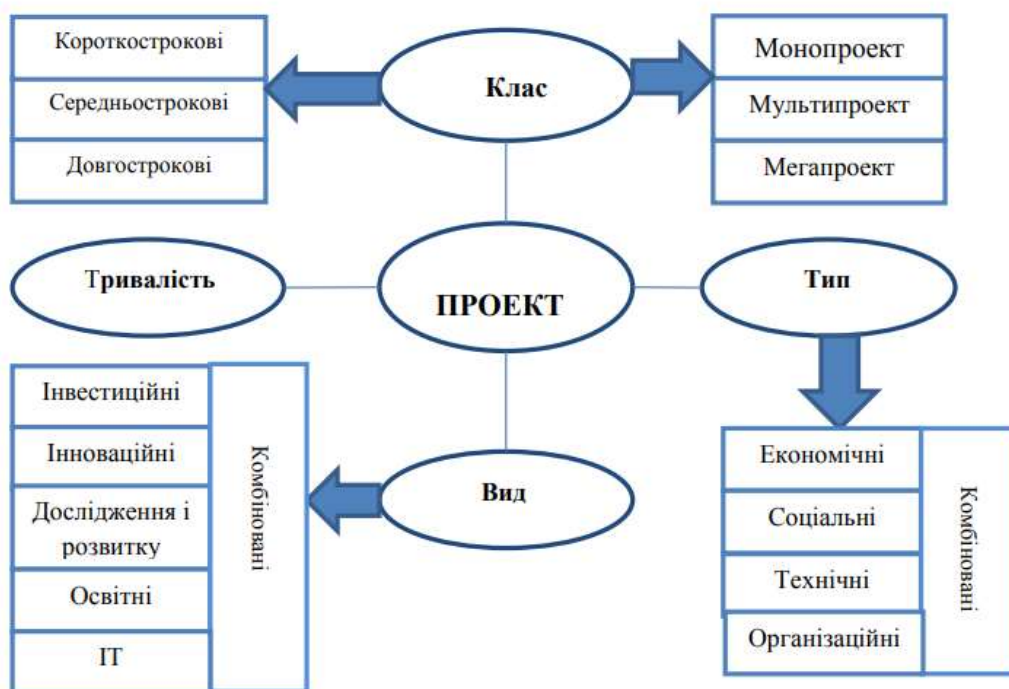 Короткострокові
Середньострокові
Довгострокові
Клас
Монопроект
Мультипроект
Мегапроект
Тривалість
ПРОЕКТ
Тип
Інвестиційні
Інноваційні
Дослідження і
розвитку
Освітні
ІТ
Комбіновані
Вид
Економічні
Соціальні
Технічні
Організаційні
Комбіновані